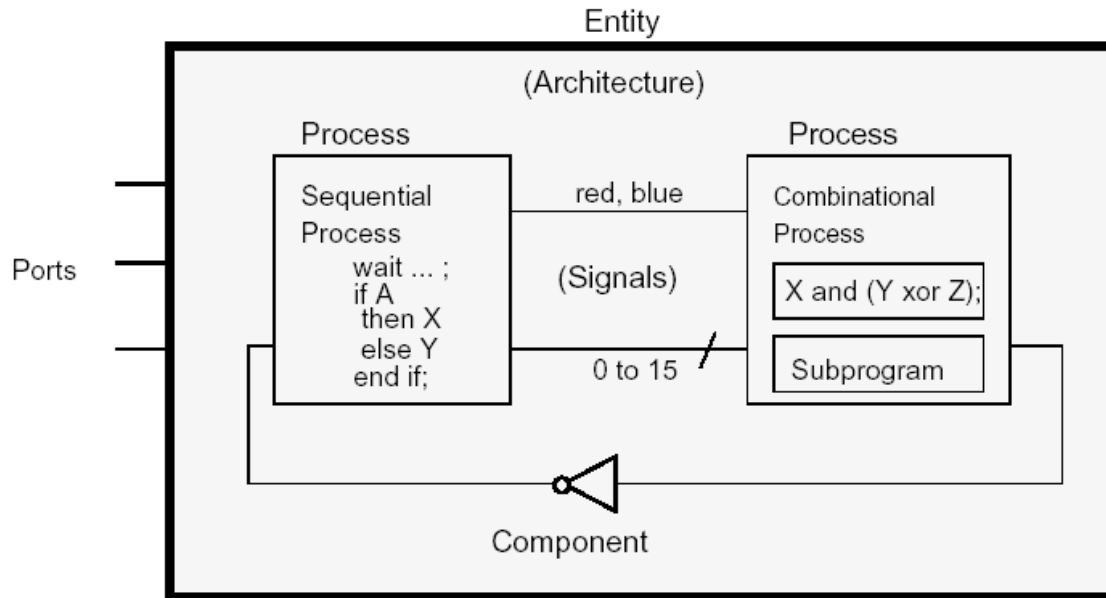 Entity
(Architecture)
Process
Sequential
Process
wait ... ;
if A
then X
else Y
end if;
red, blue
(Signals)
0 to 15
Process
Combinational
Process
X and (Y xor Z);
Subprogram
Ports
Component